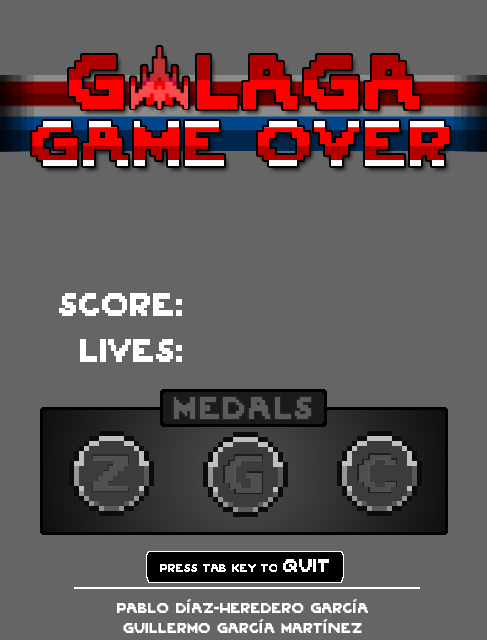 GALAGA
GAME OVER
SCORE:
LIVES:
MEDALS
Z G C
PRESS TAB KEY TO QUIT
PABLO DÍAZ-HEREDERO GARCÍA
GUILLERMO GARCÍA MARTÍNEZ